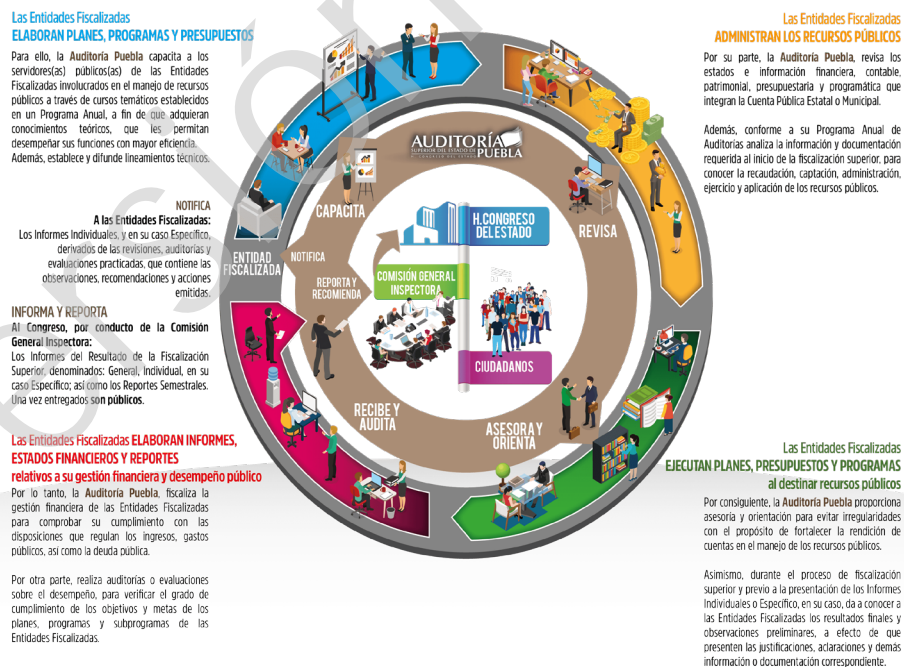 Las Entidades Fiscalizadas
ELABORAN PLANES, PROGRAMAS Y PRESUPUESTOS
Para ello, la Auditoría Puebla capacita a los
servidores(as) públicos(as) de las Entidades
Fiscalizadas involucrados en el manejo de recursos
públicos a través de cursos temáticos establecidos
en un Programa Anual, a fin de que adquieran
conocimientos teóricos, que les permitan
desempeñar sus funciones con mayor eficiencia.
Además, establece y difunde lineamientos técnicos.
NOTIFICA
A las Entidades Fiscalizadas:
Los Informes Individuales, y en su caso Específico,
derivados de las revisiones, auditorías y
evaluaciones practicadas, que contiene las
observaciones, recomendaciones y acciones
emitidas.
INFORMA Y REPORTA
Al Congreso, por conducto de la Comisión
General Inspectora:
Los Informes del Resultado de la Fiscalización
Superior, denominados: General, Individual, en su
caso Específico; así como los Reportes Semestrales.
Una vez entregados son públicos.
Las Entidades Fiscalizadas ELABORAN INFORMES,
ESTADOS FINANCIEROS Y REPORTES
relativos a su gestión financiera y desempeño público
Por lo tanto, la Auditoría Puebla, fiscaliza la
gestión financiera de las Entidades Fiscalizadas
para comprobar su cumplimiento con las
disposiciones que regulan los ingresos, gastos
públicos, así como la deuda pública.
Por otra parte, realiza auditorías o evaluaciones
sobre el desempeño, para verificar el grado de
cumplimiento de los objetivos y metas de los
planes, programas y subprogramas de las
Entidades Fiscalizadas.
AUDITORÍA
SUPERIOR DEL ESTADO DE
PUEBLA
CAPACITA
REVISA
H.CONGRESO
DEL ESTADO
ENTIDAD
FISCALIZADA
NOTIFICA
REPORTA Y
RECOMIENDA
COMISIÓN GENERAL
INSPECTORA
CIUDADANOS
RECIBE Y
AUDITA
ASESORA Y
ORIENTA
Las Entidades Fiscalizadas
ADMINISTRAN LOS RECURSOS PÚBLICOS
Por su parte, la Auditoría Puebla, revisa los
estados e información financiera, contable,
patrimonial, presupuestaria y programática que
integran la Cuenta Pública Estatal o Municipal.
Además, conforme a su Programa Anual de
Auditorías analiza la información y documentación
requerida al inicio de la fiscalización superior, para
conocer la recaudación, captación, administración,
ejercicio y aplicación de los recursos públicos.
Las Entidades Fiscalizadas
EJECUTAN PLANES, PRESUPUESTOS Y PROGRAMAS
al destinar recursos públicos
Por consiguiente, la Auditoría Puebla proporciona
asesoría y orientación para evitar irregularidades
con el propósito de fortalecer la rendición de
cuentas en el manejo de los recursos públicos.
Asimismo, durante el proceso de fiscalización
superior y previo a la presentación de los Informes
Individuales o Específico, en su caso, da a conocer a
las Entidades Fiscalizadas los resultados finales y
observaciones preliminares, a efecto de que
presenten las justificaciones, aclaraciones y demás
información o documentación correspondiente.